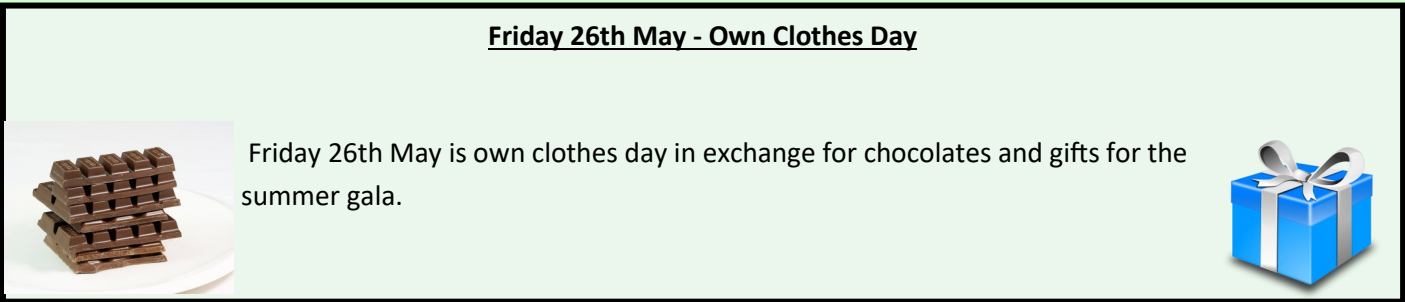 Friday 26th May - Own Clothes Day
Friday 26th May is own clothes day in exchange for chocolates and gifts for the
summer gala.